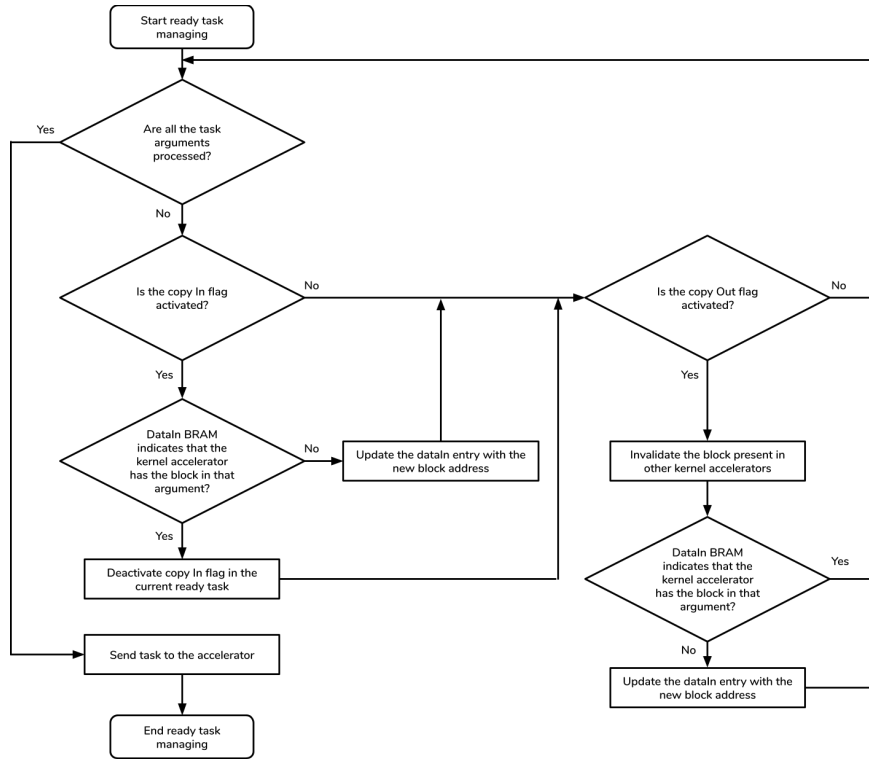 Start ready task
managing
Yes
Are all the task
arguments
processed?
No
Is the copy In flag
activated?
No
Is the copy Out flag
activated?
No
Yes
Yes
DataIn BRAM
indicates that the
kernel accelerator
has the block in that
argument?
No
Update the dataIn entry with the
new block address
Invalidate the block present in
other kernel accelerators
Yes
Deactivate copy In flag in the
current ready task
DataIn BRAM
indicates that the
kernel accelerator
has the block in that
argument?
Yes
No
Send task to the accelerator
Update the dataIn entry with the
new block address
End ready task
managing